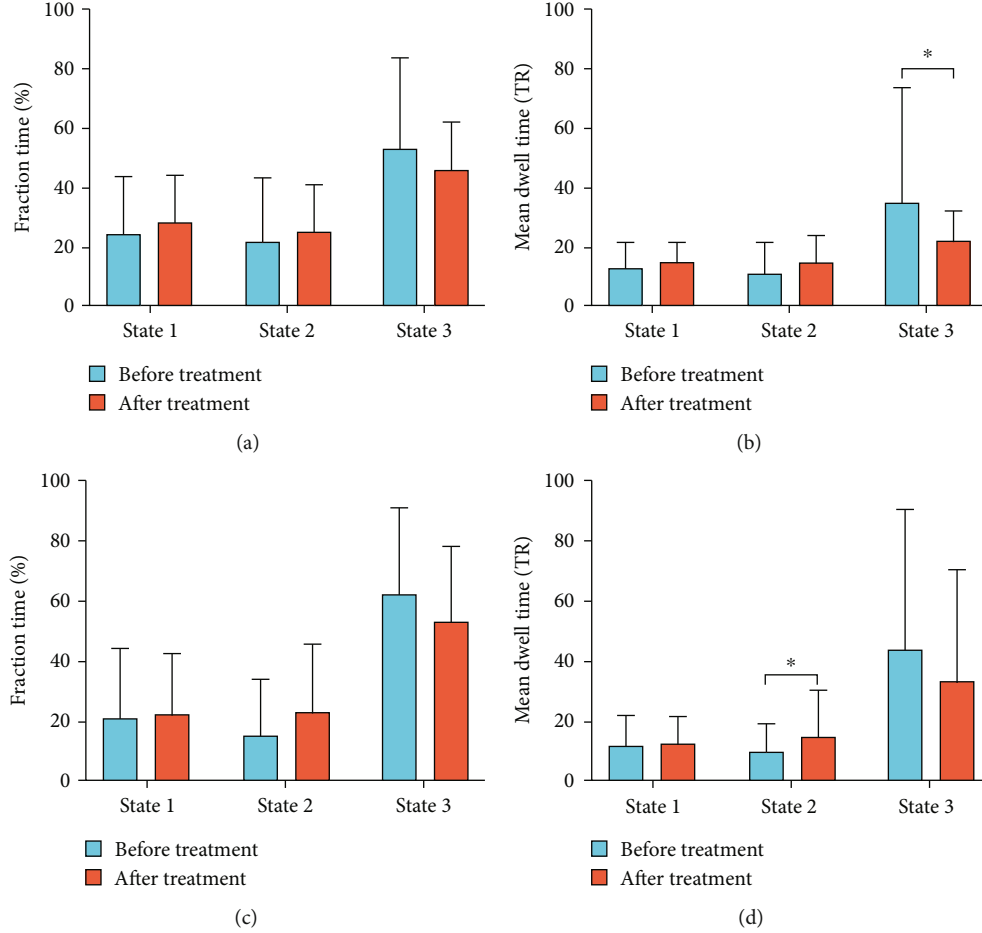 Fraction time (%)
100
80
60
40
20
0
State 1
State 2
State 3
Before treatment
After treatment
(a)
Mean dwell time (TR)
100
80
60
40
20
0
*
State 1
State 2
State 3
Before treatment
After treatment
(b)
Fraction time (%)
100
80
60
40
20
0
State 1
State 2
State 3
Before treatment
After treatment
(c)
Mean dwell time (TR)
100
80
60
40
20
0
*
State 1
State 2
State 3
Before treatment
After treatment
(d)